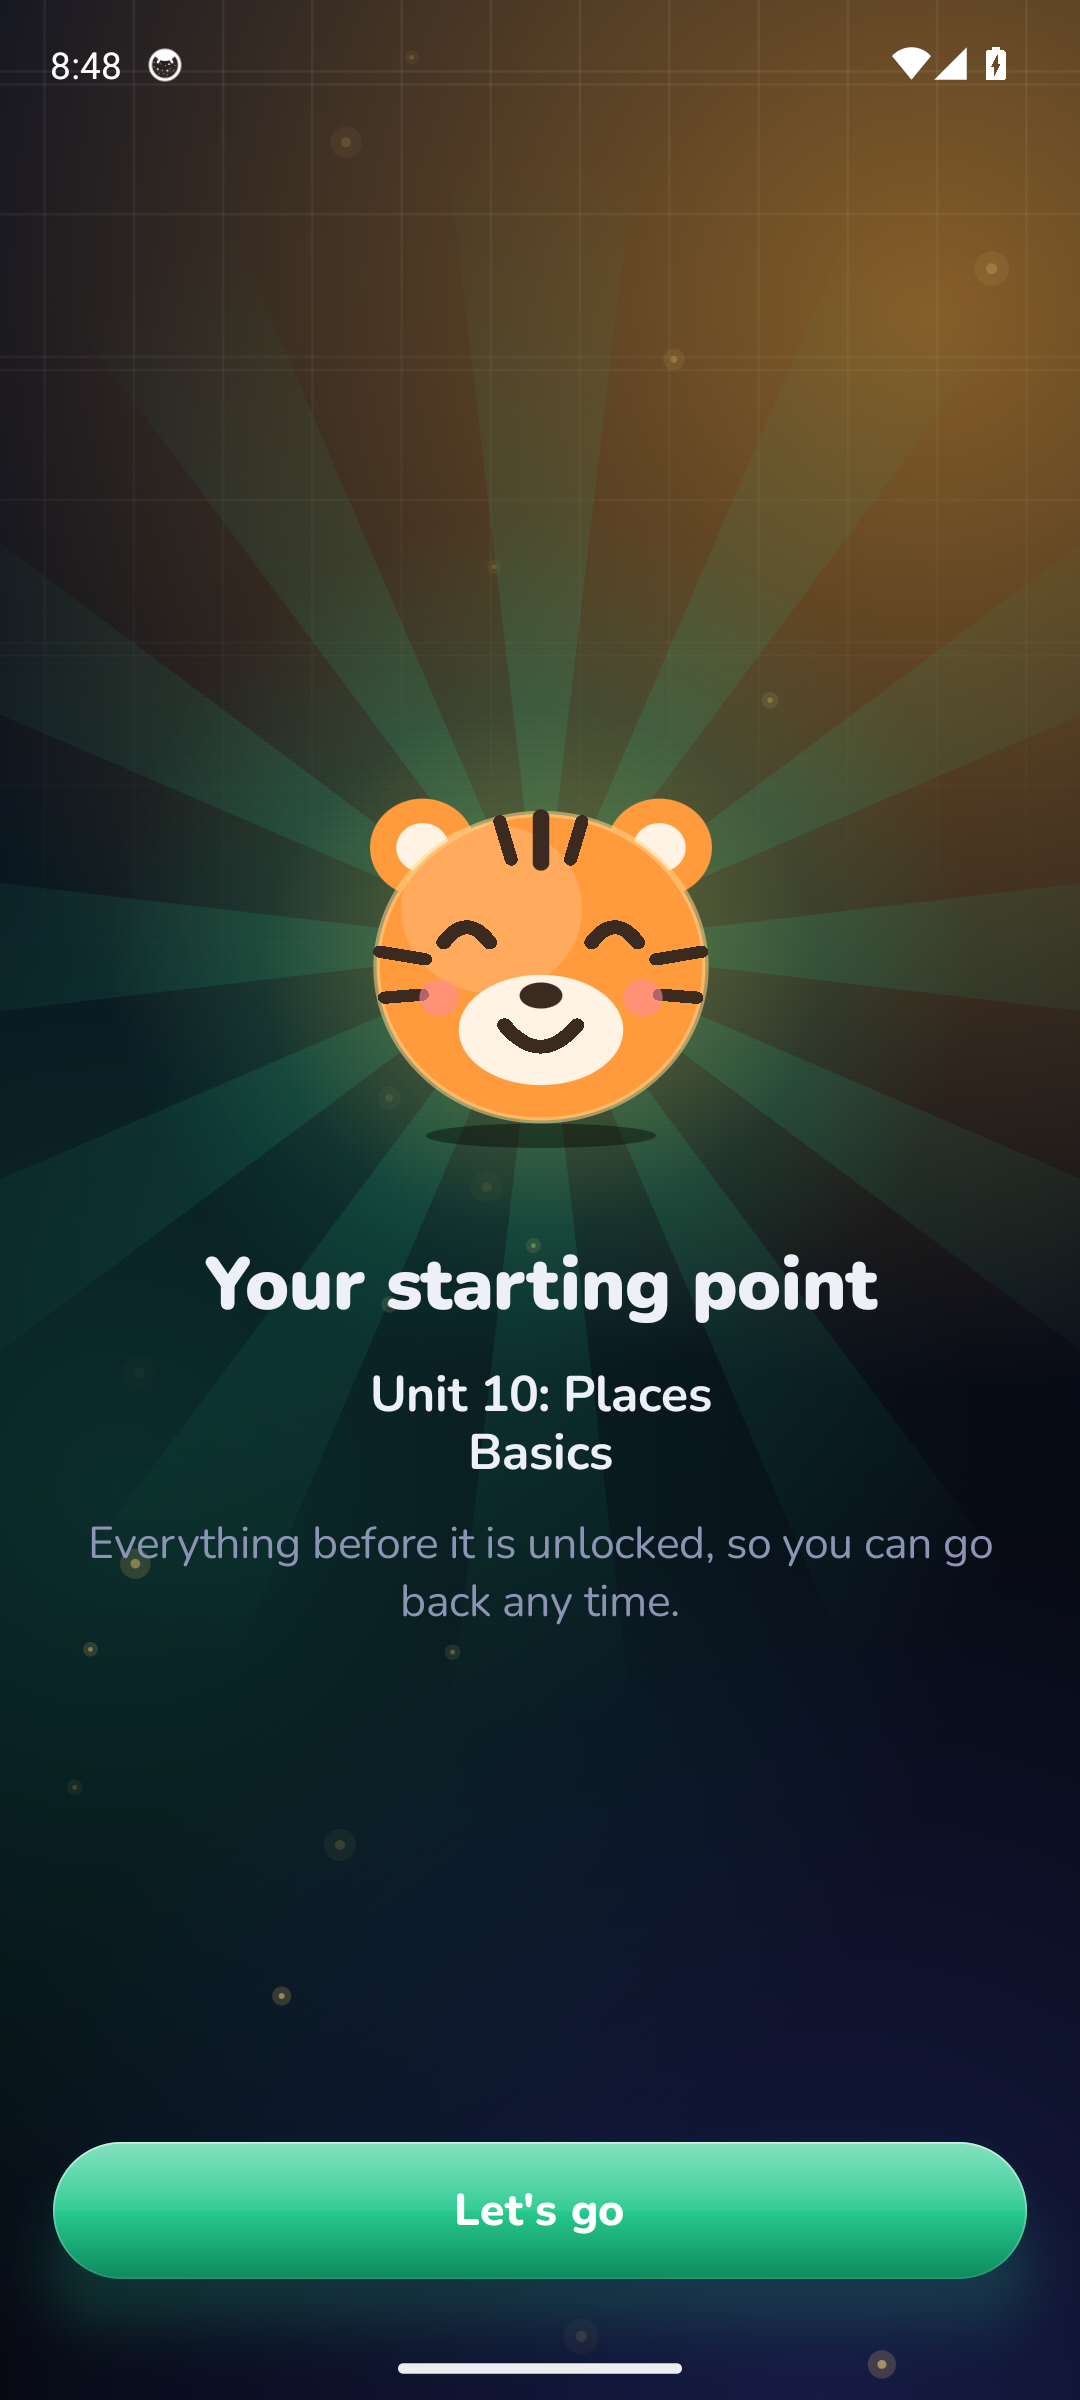 8:48
Your starting point
Unit 10: Places
Basics
Everything before it is unlocked, so you can go
back any time.
Let's go